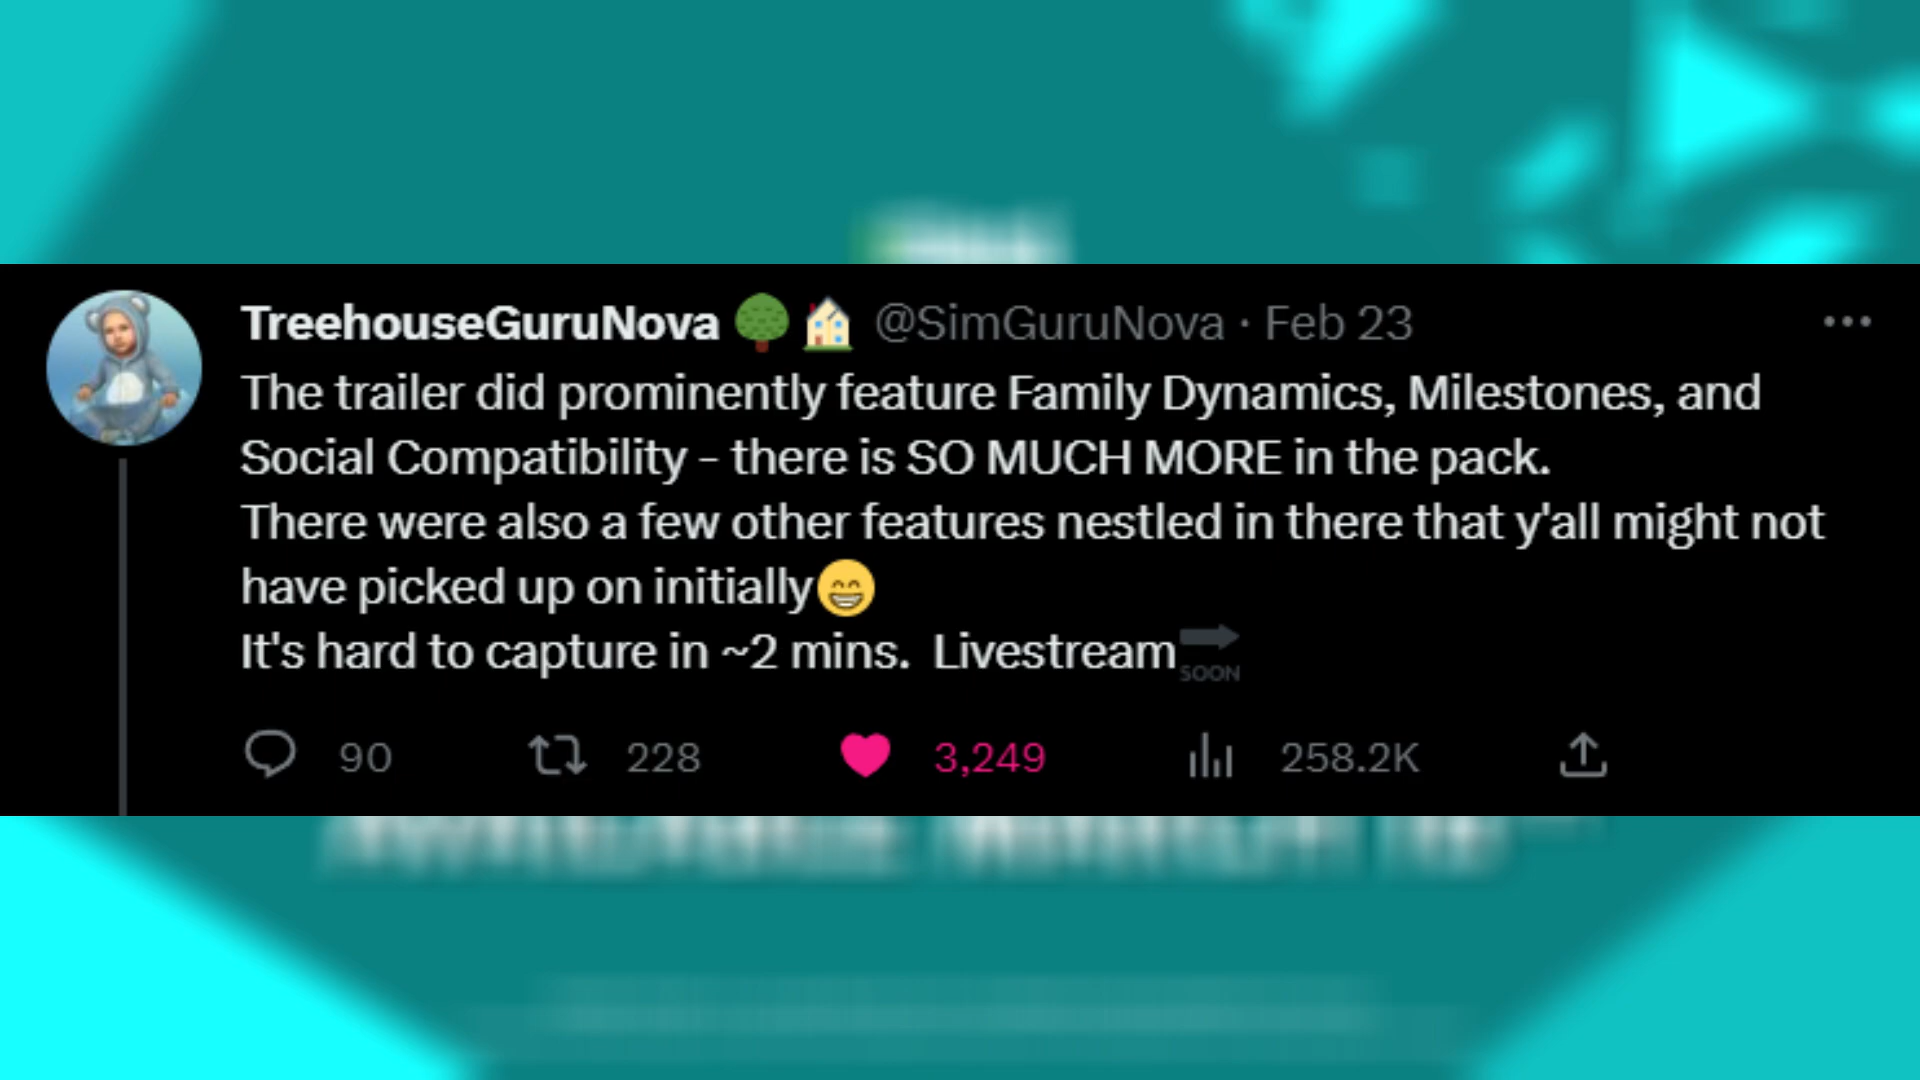 TreehouseGuruNova 🌳 🏠 @SimGuruNova · Feb 23
The trailer did prominently feature Family Dynamics, Milestones, and
Social Compatibility - there is SO MUCH MORE in the pack.
There were also a few other features nestled in there that y'all might not
have picked up on initially😁
It's hard to capture in ~2 mins.  Livestream🔜
90 228 3,249 258.2K